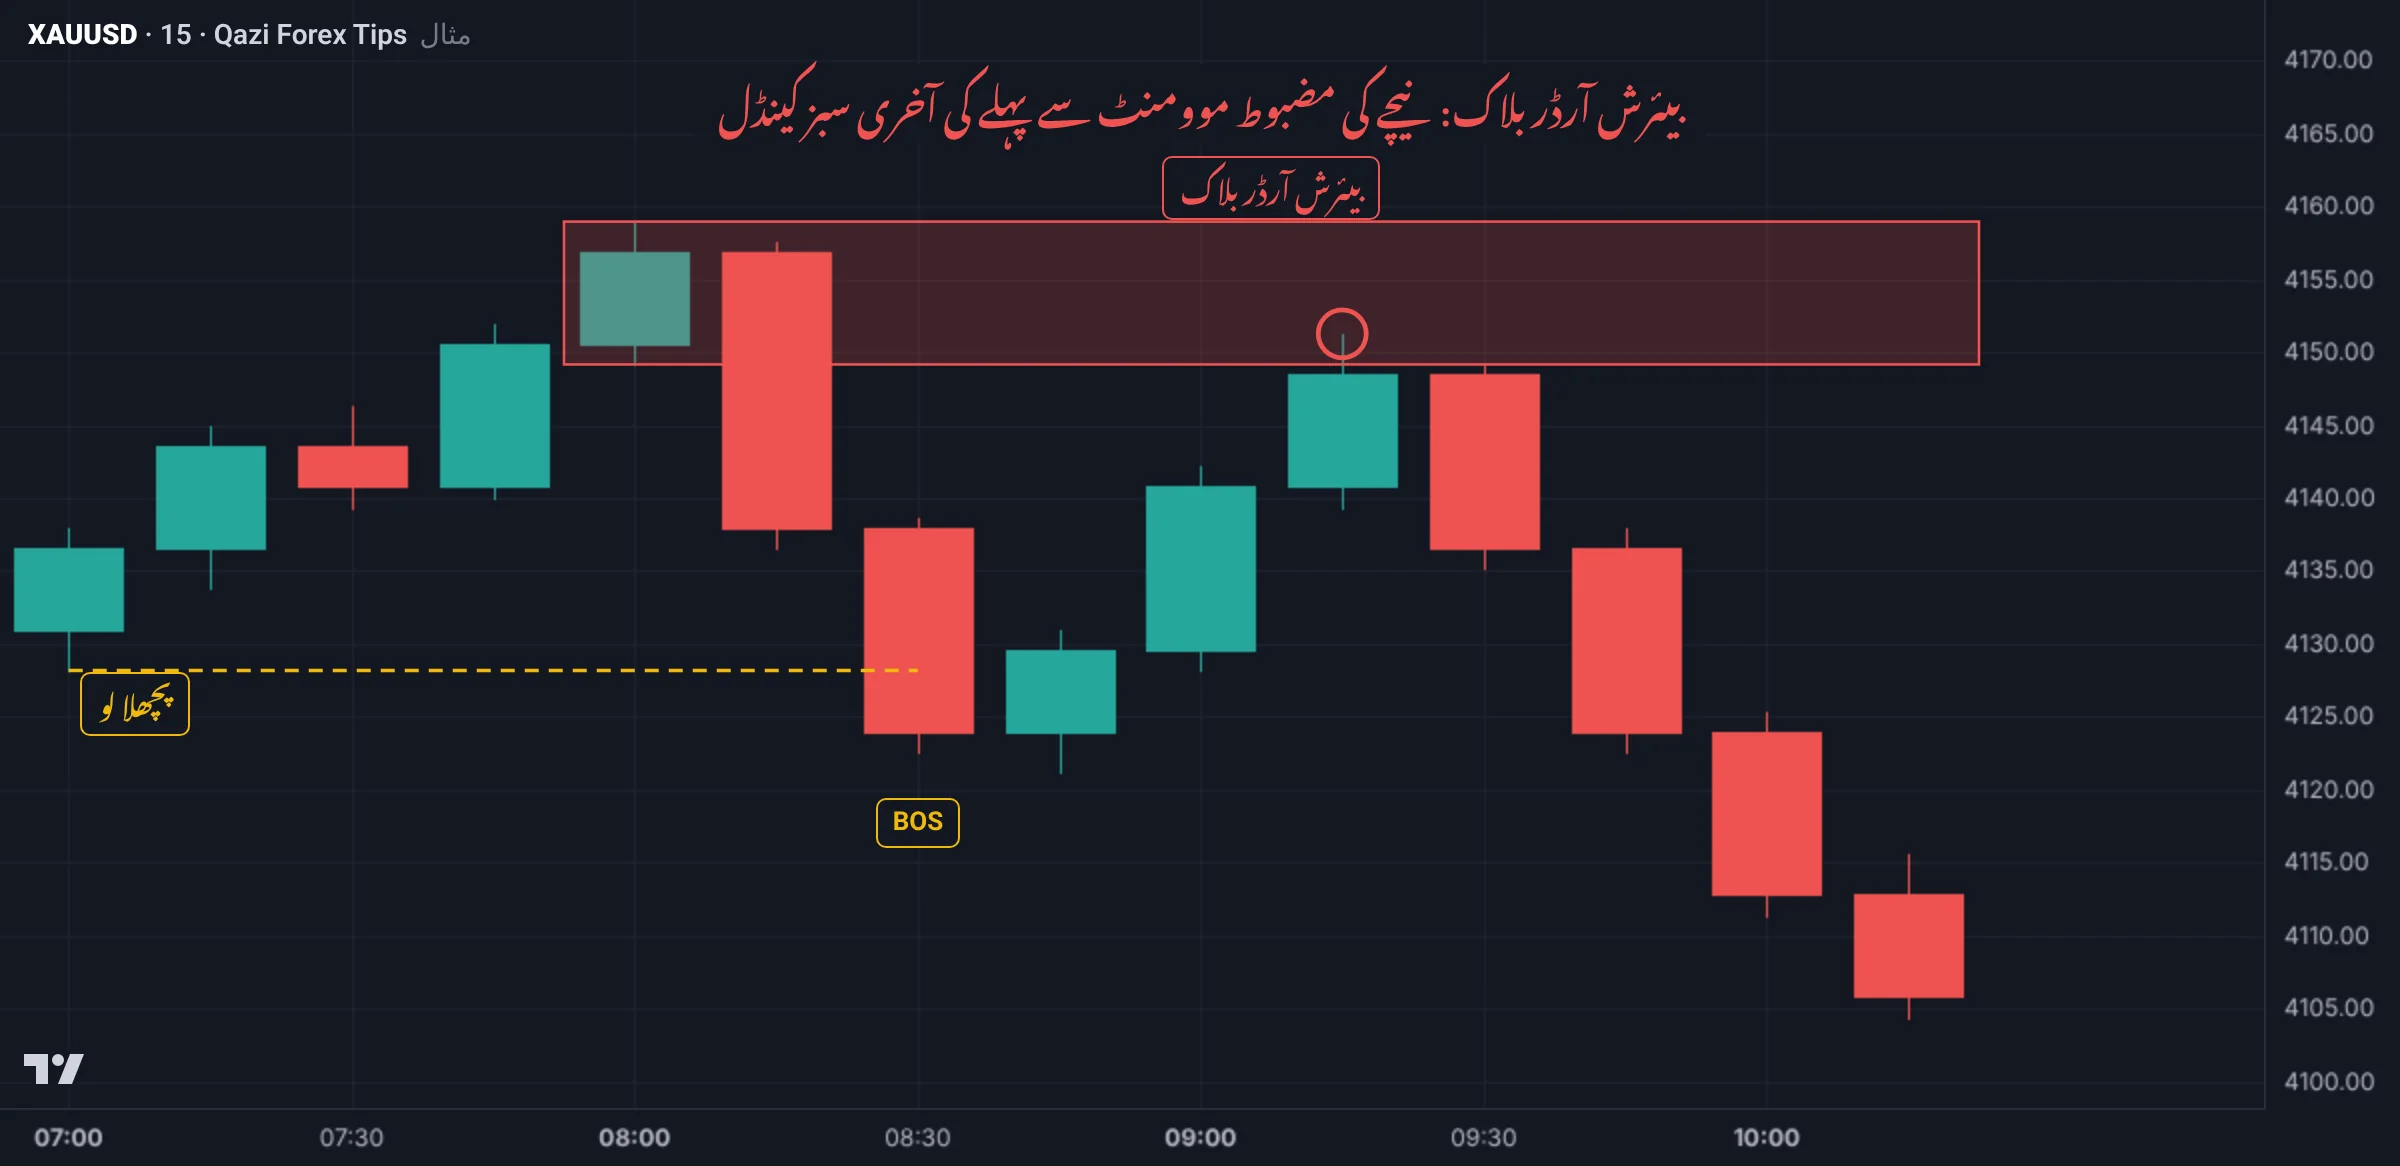 XAUUSD · 15 · Qazi Forex Tips مثال
بیئرش آرڈر بلاک: نیچے کی مضبوط موومنٹ سے پہلے کی آخری سبز کینڈل
بیئرش آرڈر بلاک
پچھلا لو
BOS
4170.00
4165.00
4160.00
4155.00
4150.00
4145.00
4140.00
4135.00
4130.00
4125.00
4120.00
4115.00
4110.00
4105.00
4100.00
07:00 07:30 08:00 08:30 09:00 09:30 10:00